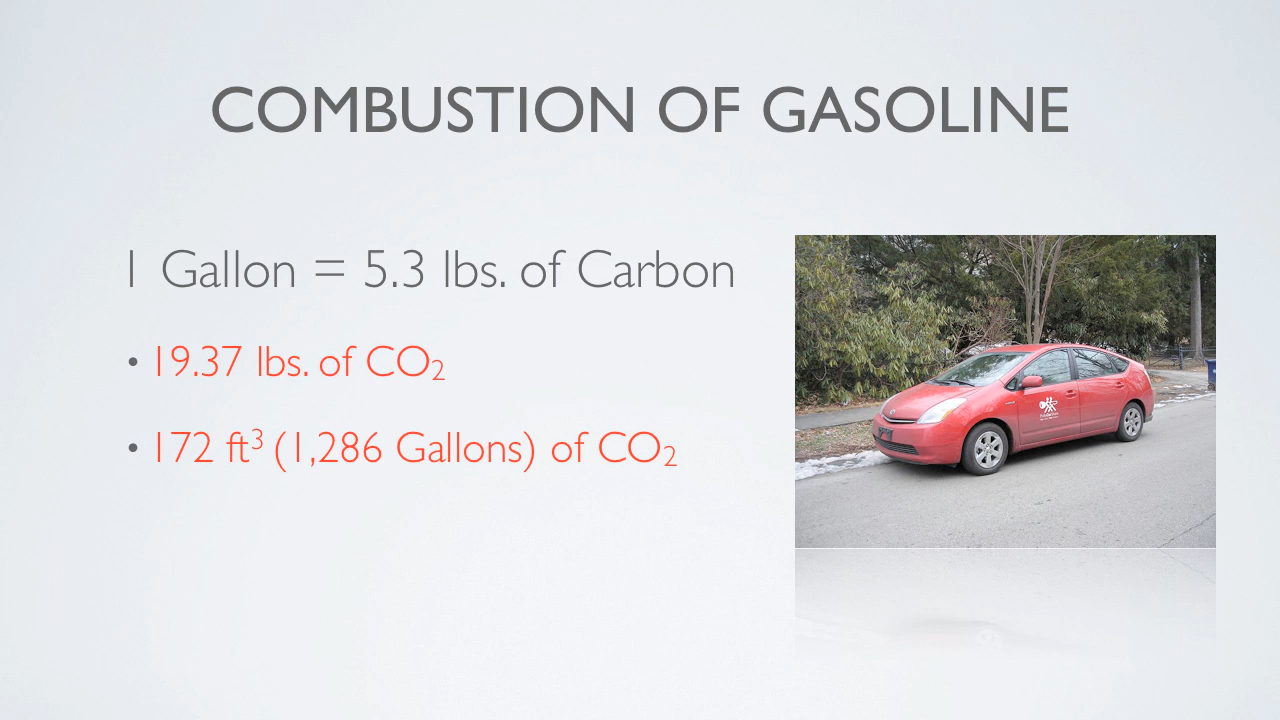 COMBUSTION OF GASOLINE
1 Gallon = 5.3 lbs. of Carbon
• 19.37 lbs. of CO₂
• 172 ft³ (1,286 Gallons) of CO₂